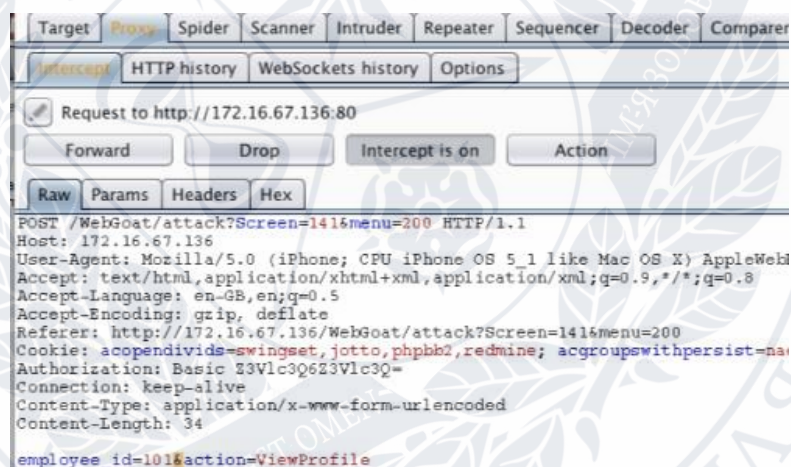 Target Proxy Spider Scanner Intruder Repeater Sequencer Decoder Comparer
Intercept HTTP history WebSockets history Options
Request to http://172.16.67.136:80
Forward Drop Intercept is on Action
Raw Params Headers Hex
POST /WebGoat/attack?Screen=141&menu=200 HTTP/1.1
Host: 172.16.67.136
User-Agent: Mozilla/5.0 (iPhone; CPU iPhone OS 5_1 like Mac OS X) AppleWebK
Accept: text/html,application/xhtml+xml,application/xml;q=0.9,*/*;q=0.8
Accept-Language: en-GB,en;q=0.5
Accept-Encoding: gzip, deflate
Referer: http://172.16.67.136/WebGoat/attack?Screen=141&menu=200
Cookie: acopendivids=swingset,jotto,phpbb2,redmine; acgroupswithpersist=na
Authorization: Basic Z3Vlc3Q6Z3Vlc3Q=
Connection: keep-alive
Content-Type: application/x-www-form-urlencoded
Content-Length: 34
employee_id=101&action=ViewProfile